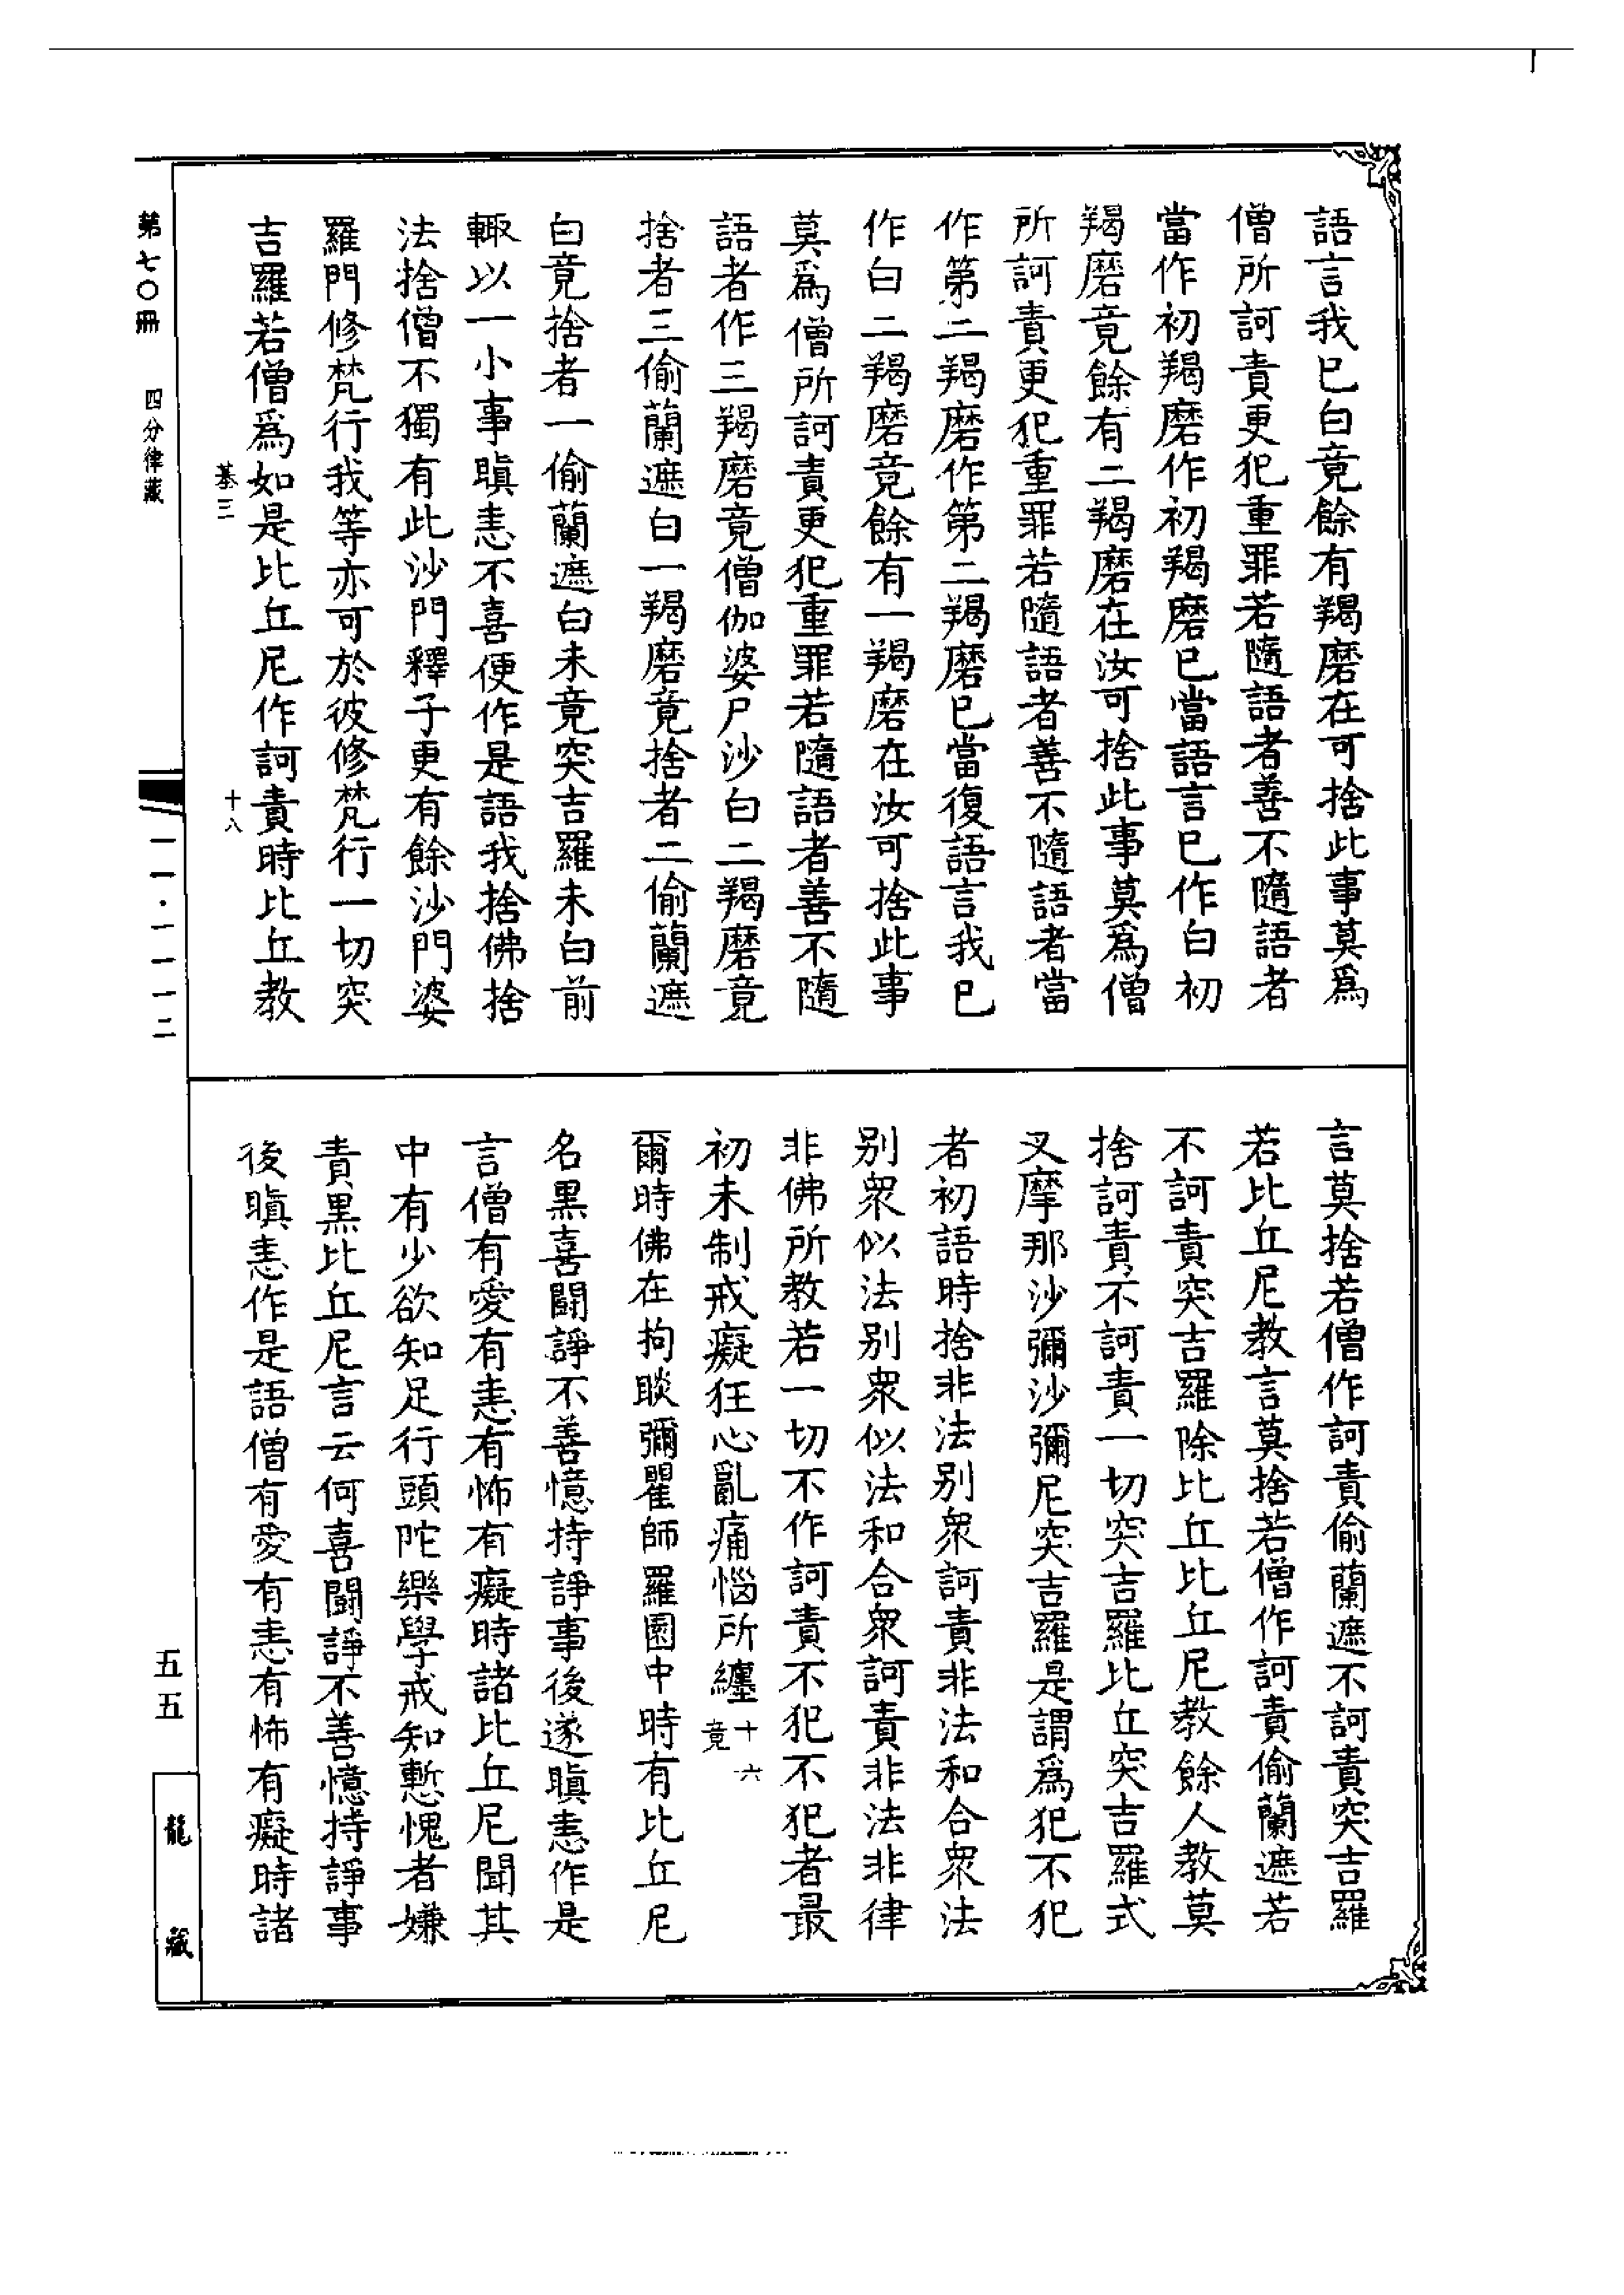 語言我已白竟餘有羯磨在可捨此事莫爲
僧所訶責更犯重罪若隨語者善不隨語者
當作初羯磨作初羯磨已當語言已作白初
羯磨竟餘有二羯磨在汝可捨此事莫爲僧
所訶責更犯重罪若隨語者善不隨語者當
作第二羯磨作第二羯磨已當復語言我已
作白二羯磨竟餘有一羯磨在汝可捨此事
莫爲僧所訶責更犯重罪若隨語者善不隨
語者作三羯磨竟僧伽婆尸沙白二羯磨竟
捨者三偷蘭遮白一羯磨竟捨者二偷蘭遮
白竟捨者一偷蘭遮白未竟突吉羅未白前
輙以一小事瞋恚不喜便作是語我捨佛捨
法捨僧不獨有此沙門釋子更有餘沙門婆
羅門修梵行我等亦可於彼修梵行一切突
吉羅若僧爲如是比丘尼作訶責時比丘教
棊三
十八
言莫捨若僧作訶責偷蘭遮不訶責突吉羅
若比丘尼教言莫捨若僧作訶責偷蘭遮若
不訶責突吉羅除比丘比丘尼教餘人教莫
捨訶責不訶責一切突吉羅比丘突吉羅式
叉摩那沙彌沙彌尼突吉羅是謂爲犯不犯
者初語時捨非法别衆訶責非法和合衆法
别衆似法别衆似法和合衆訶責非法非律
非佛所教若一切不作訶責不犯不犯者最
初未制戒癡狂心亂痛惱所纏十六竟
爾時佛在拘睒彌瞿師羅園中時有比丘尼
名黑喜鬪諍不善憶持諍事後遂瞋恚作是
言僧有愛有恚有怖有癡時諸比丘尼聞其
中有少欲知足行頭陀樂學戒知慙愧者嫌
責黑比丘尼言云何喜鬪諍不善憶持諍事
後瞋恚作是語僧有愛有恚有怖有癡時諸
第七〇冊
四分律藏
一一·一一一二
五五
龍藏